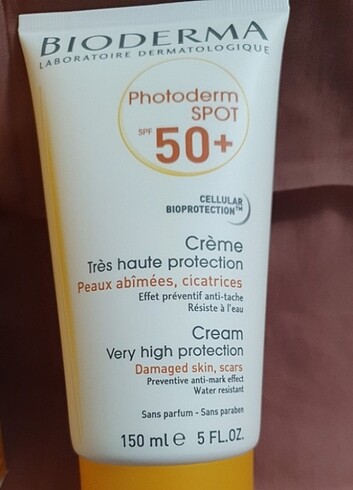 BIODERMA
LABORATOIRE DERMATOLOGIQUE
Photoderm
SPOT
SPF 50+
CELLULAR
BIOPROTECTION™
Crème
Très haute protection
Peaux abîmées, cicatrices
Effet préventif anti-tache
Résiste à l'eau
Cream
Very high protection
Damaged skin, scars
Preventive anti-mark effect
Water resistant
Sans parfum - Sans paraben
150 ml e 5 FL.OZ.